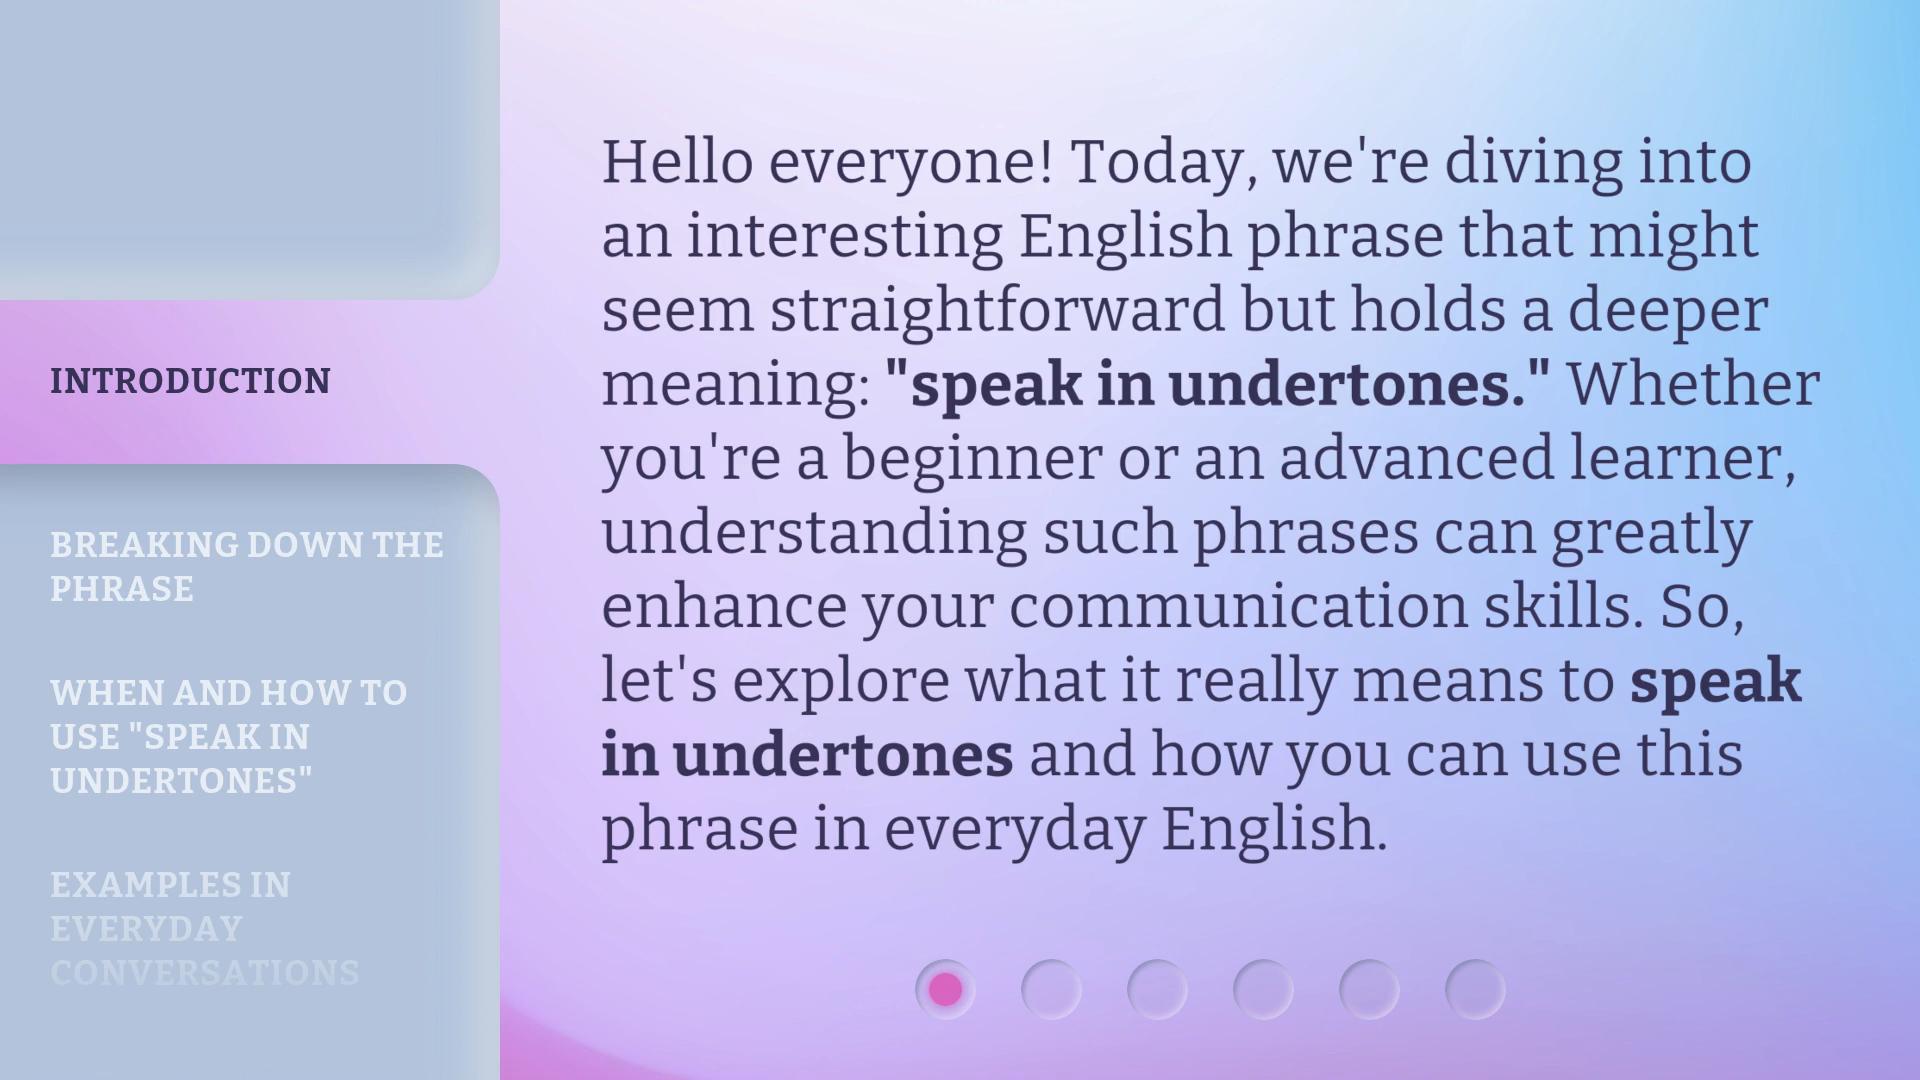 INTRODUCTION
BREAKING DOWN THE
PHRASE
WHEN AND HOW TO
USE "SPEAK IN
UNDERTONES"
EXAMPLES IN
EVERYDAY
CONVERSATIONS
Hello everyone! Today, we're diving into
an interesting English phrase that might
seem straightforward but holds a deeper
meaning: "speak in undertones." Whether
you're a beginner or an advanced learner,
understanding such phrases can greatly
enhance your communication skills. So,
let's explore what it really means to speak
in undertones and how you can use this
phrase in everyday English.